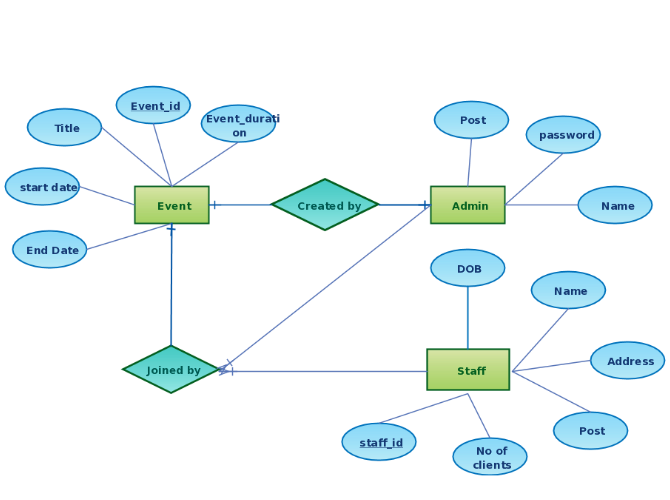 Event_id
Title
Event_durati
on
Post
password
start date
Event
Created by
Admin
Name
End Date
DOB
Name
Joined by
Staff
Address
Post
staff_id
No of
clients